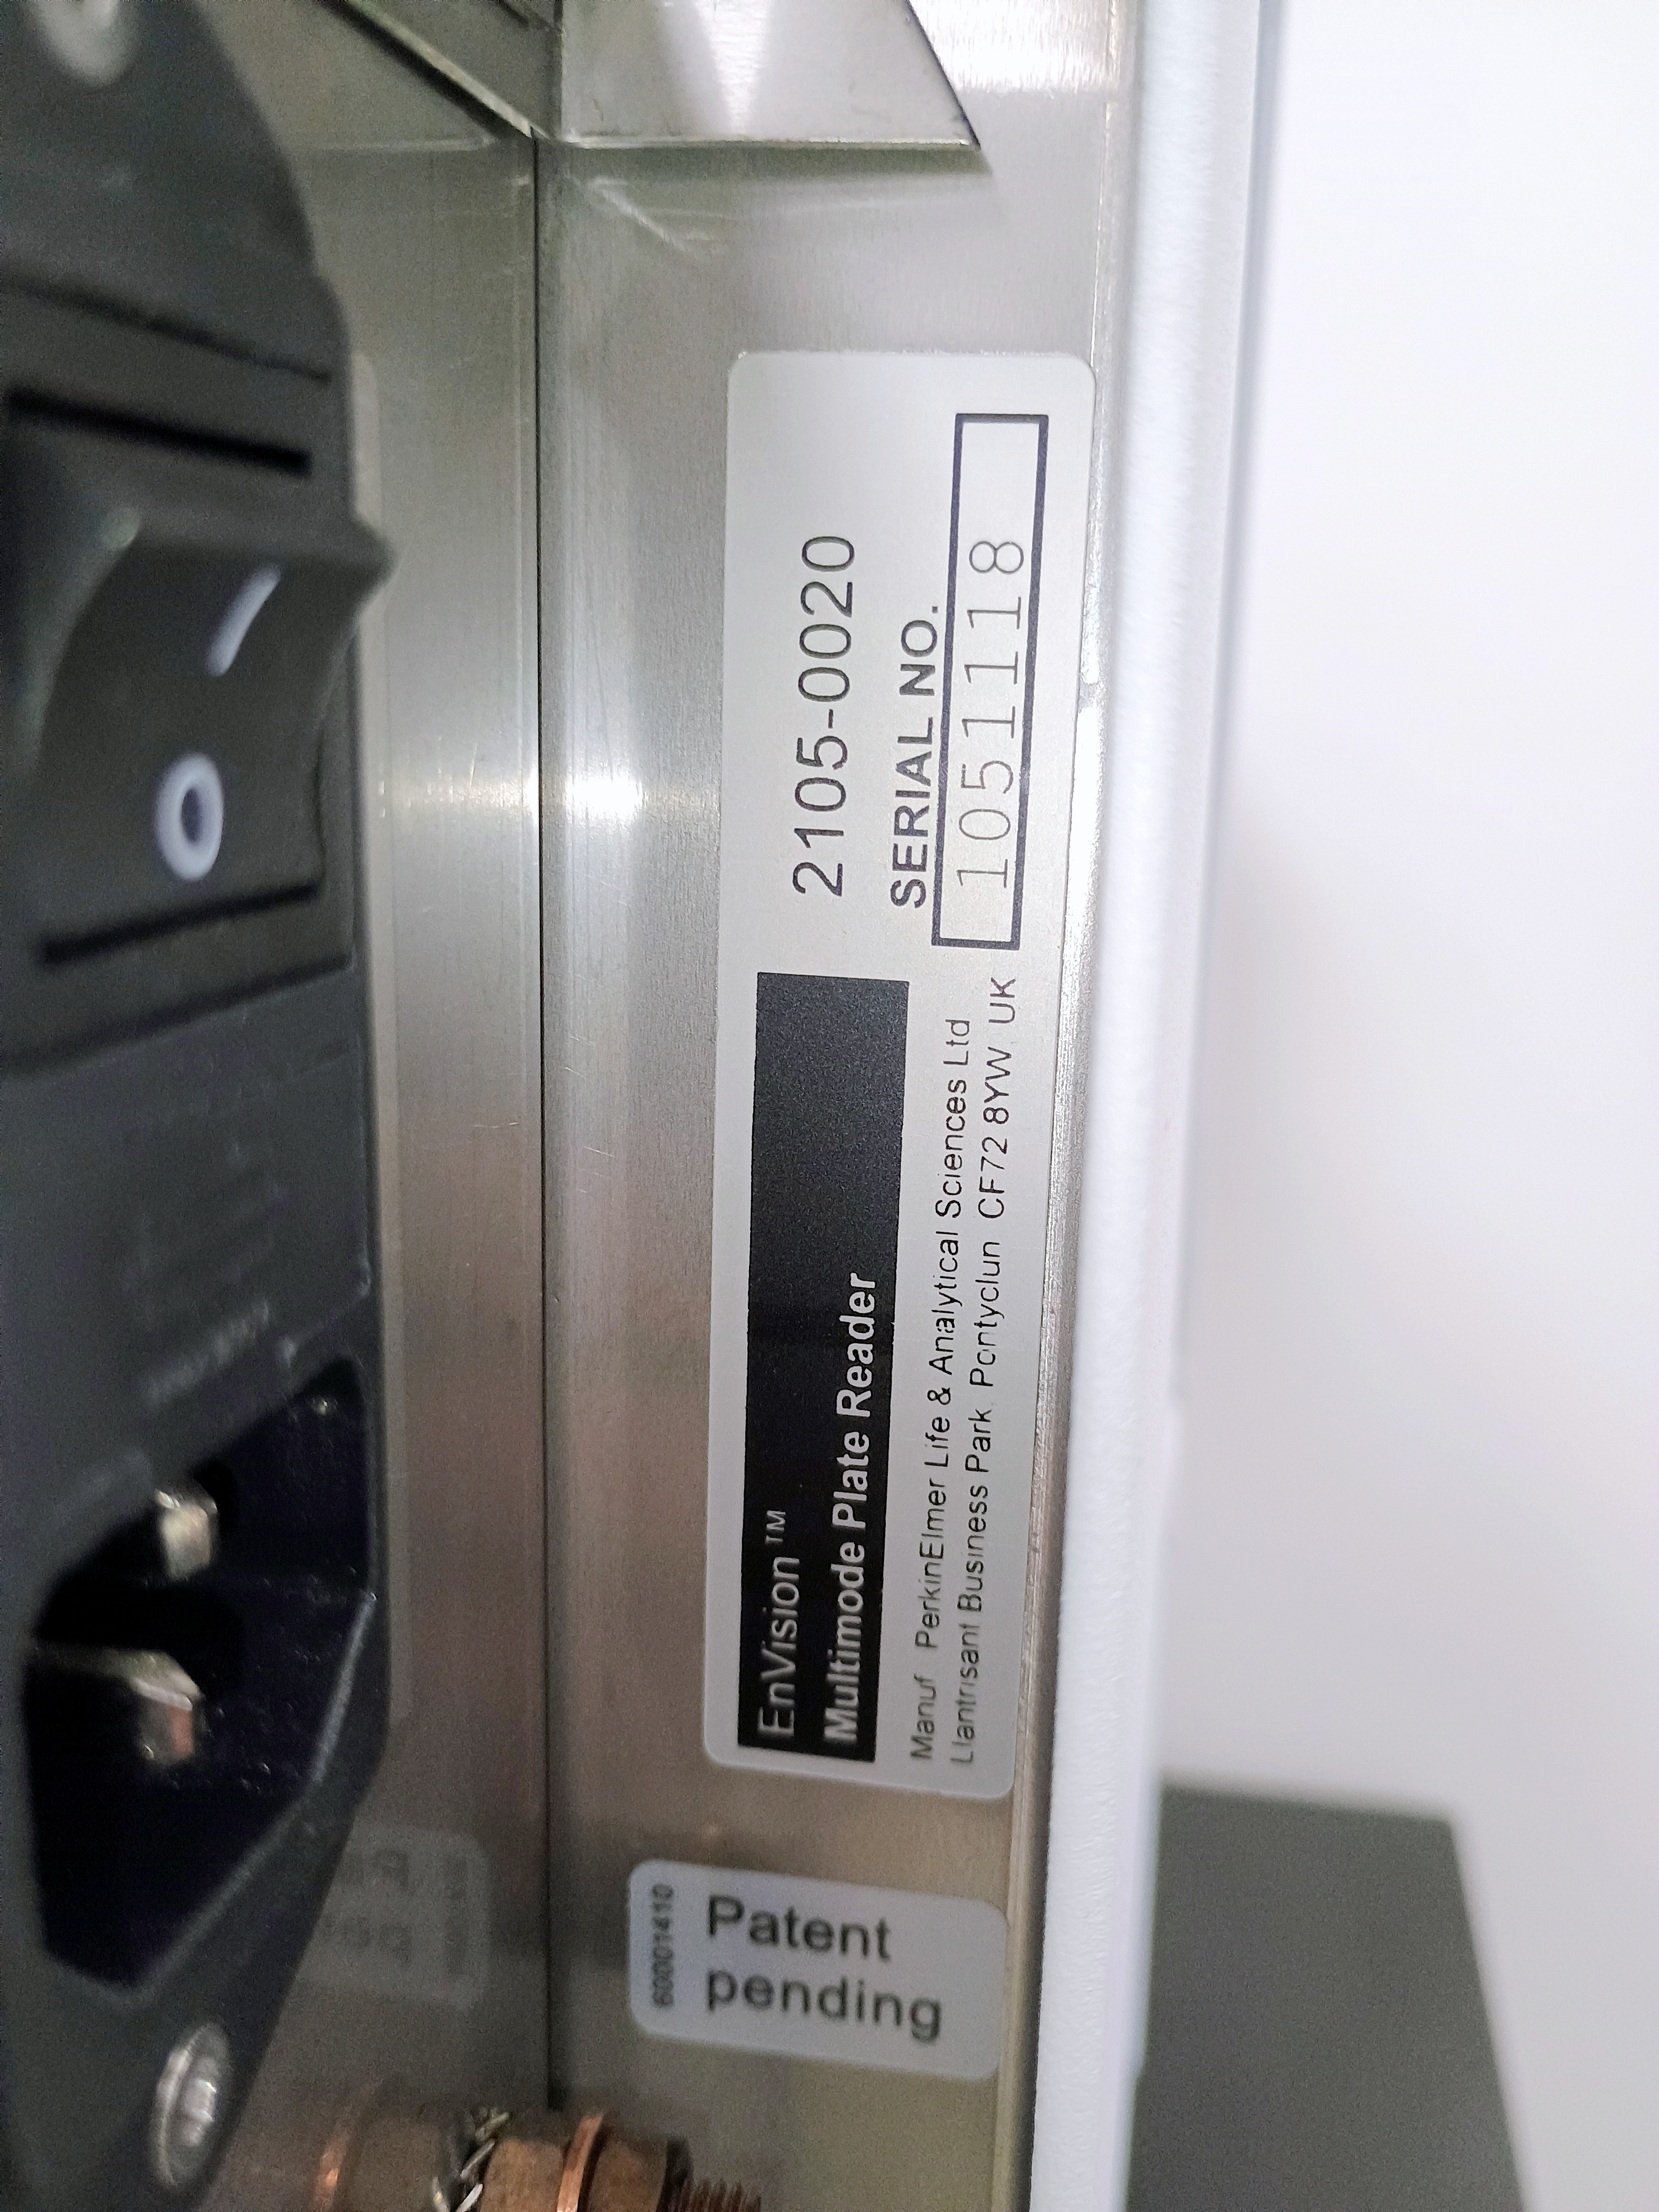 EnVision™
Multimode Plate Reader
2105-0020
SERIAL NO.
1051118
Manuf PerkinElmer Life & Analytical Sciences Ltd
Llantrisant Business Park, Pontyclun CF72 8YW, UK
60001410
Patent
pending